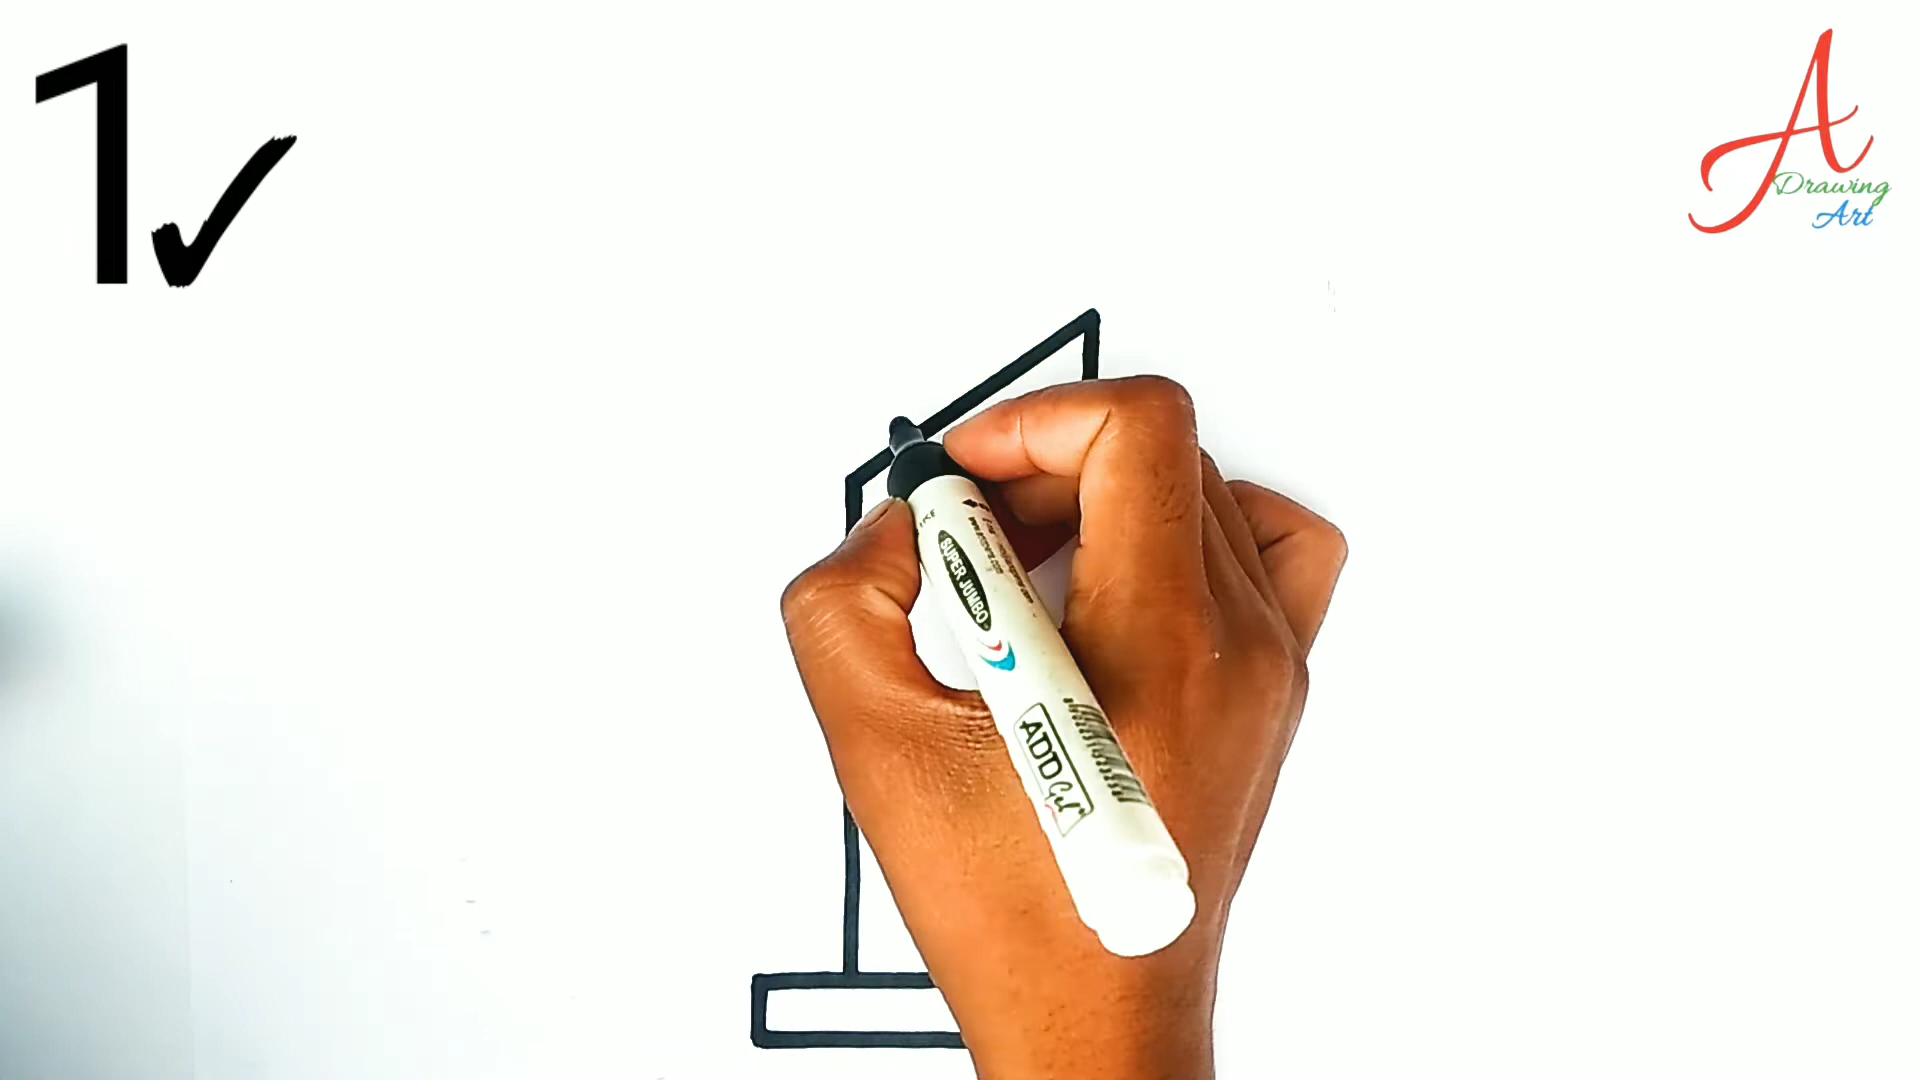 1
A
Drawing
Art
SUPER JUMBO
ADD Gel